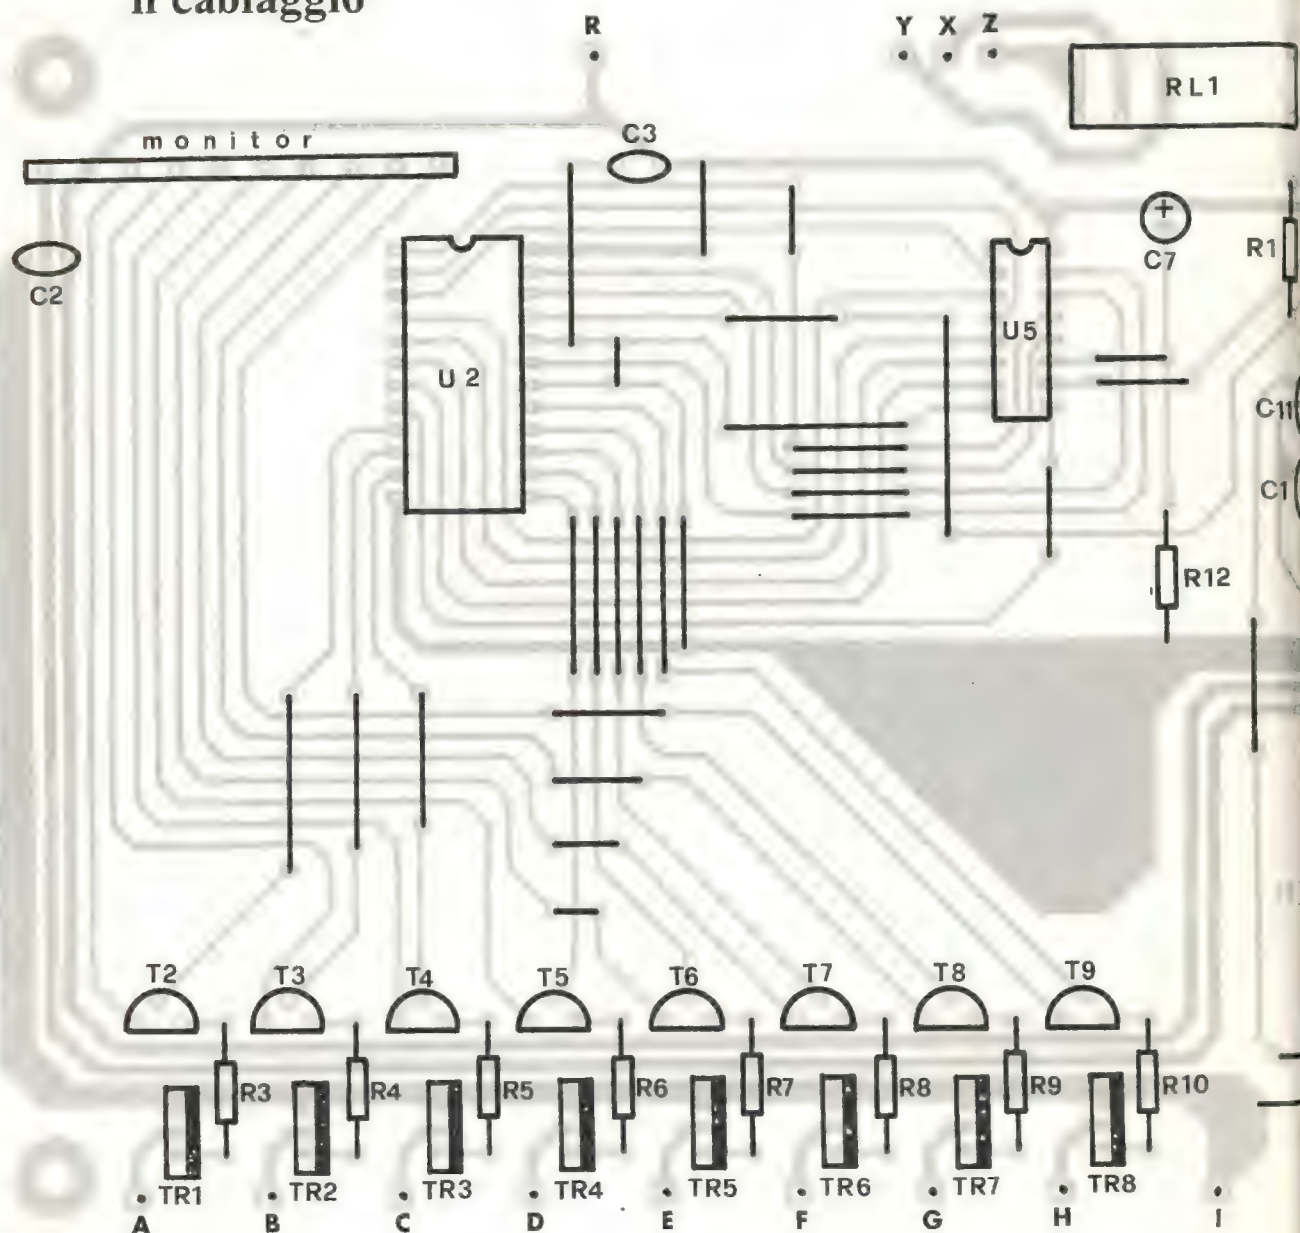 il cablaggio
R
Y X Z
RL1
monitor
C3
C2
C7
R1
U5
U2
C11
C1
R12
T2 T3 T4 T5 T6 T7 T8 T9
R3 R4 R5 R6 R7 R8 R9 R10
TR1 TR2 TR3 TR4 TR5 TR6 TR7 TR8
A B C D E F G H I